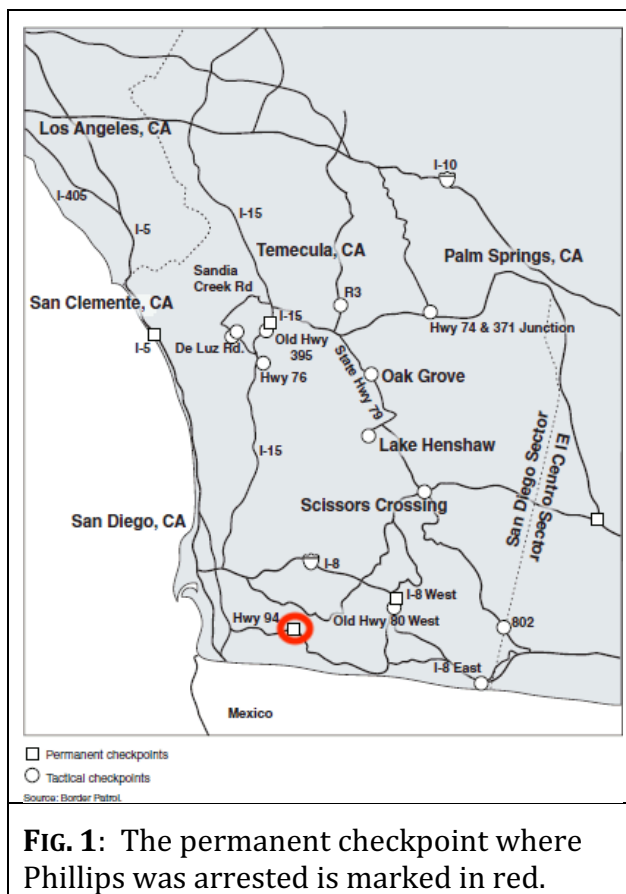 Los Angeles, CA
I-405
I-5
I-10
I-15
Temecula, CA
Palm Springs, CA
Sandia
Creek Rd
R3
San Clemente, CA
I-15
I-5
De Luz Rd.
Old Hwy
395
Hwy 74 & 371 Junction
Hwy 76
State Hwy 79
Oak Grove
Lake Henshaw
I-15
San Diego Sector
El Centro Sector
Scissors Crossing
San Diego, CA
I-8
I-8 West
Hwy 94
Old Hwy 80 West
802
I-8 East
Mexico
Permanent checkpoints
Tactical checkpoints
Source: Border Patrol.
FIG. 1: The permanent checkpoint where
Phillips was arrested is marked in red.